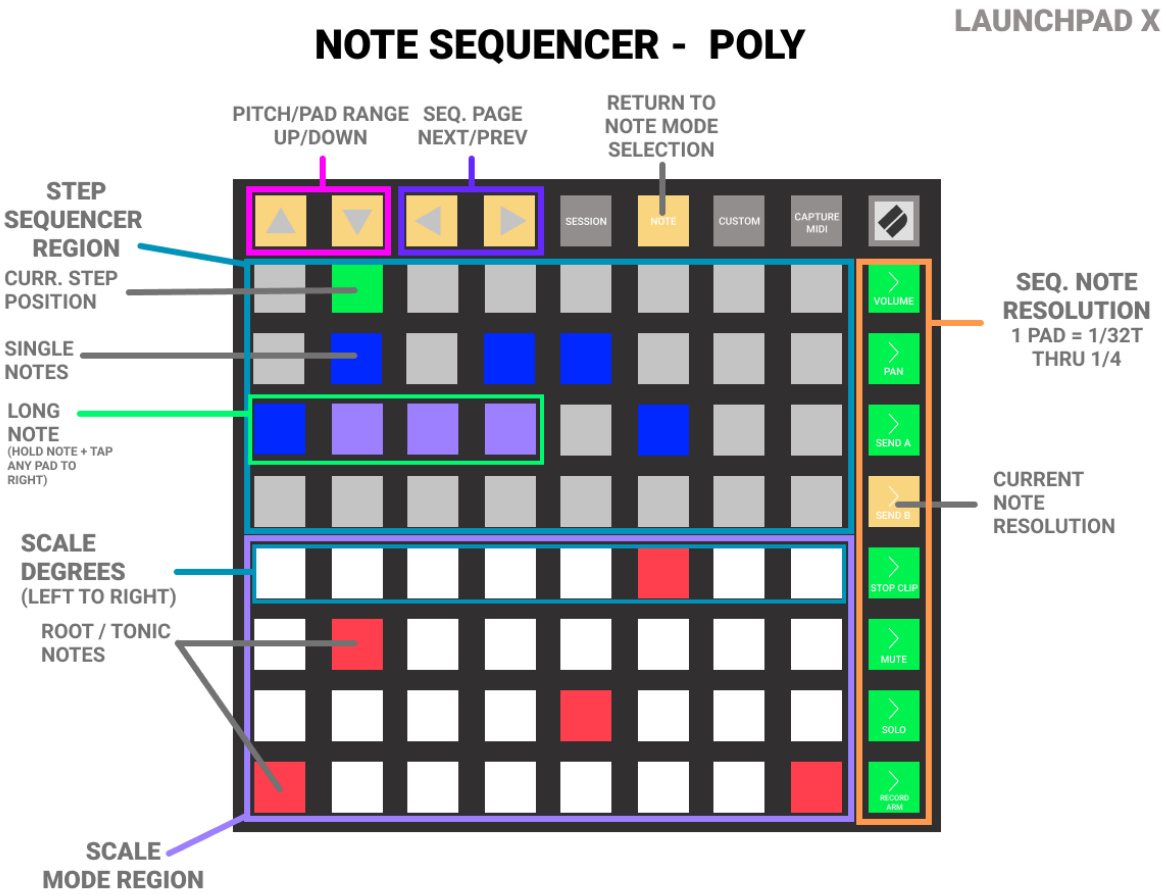 LAUNCHPAD X
NOTE SEQUENCER - POLY
PITCH/PAD RANGE
UP/DOWN
SEQ. PAGE
NEXT/PREV
RETURN TO
NOTE MODE
SELECTION
STEP
SEQUENCER
REGION
SESSION
NOTE
CUSTOM
CAPTURE
MIDI
CURR. STEP
POSITION
VOLUME
SEQ. NOTE
RESOLUTION
1 PAD = 1/32T
THRU 1/4
SINGLE
NOTES
PAN
LONG
NOTE
(HOLD NOTE + TAP
ANY PAD TO
RIGHT)
SEND A
SEND B
CURRENT
NOTE
RESOLUTION
SCALE
DEGREES
(LEFT TO RIGHT)
STOP CLIP
ROOT / TONIC
NOTES
MUTE
SOLO
RECORD
ARM
SCALE
MODE REGION